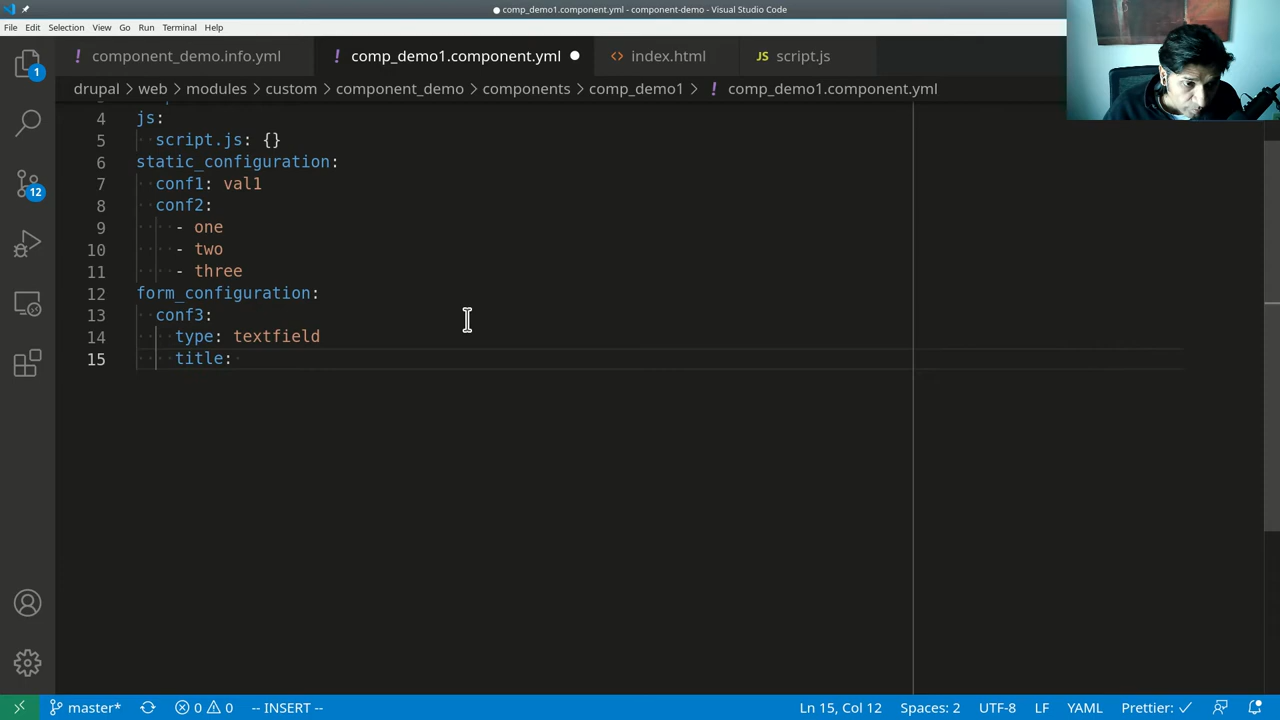 comp_demo1.component.yml - component-demo - Visual Studio Code
File Edit Selection View Go Run Terminal Help
! component_demo.info.yml ! comp_demo1.component.yml <> index.html JS script.js
drupal > web > modules > custom > component_demo > components > comp_demo1 > ! comp_demo1.component.yml
4 js:
5 script.js: {}
6 static_configuration:
7 conf1: val1
8 conf2:
9 - one
10 - two
11 - three
12 form_configuration:
13 conf3:
14 type: textfield
15 title:
1
12
master* 0 0 -- INSERT -- Ln 15, Col 12 Spaces: 2 UTF-8 LF YAML Prettier: ✓